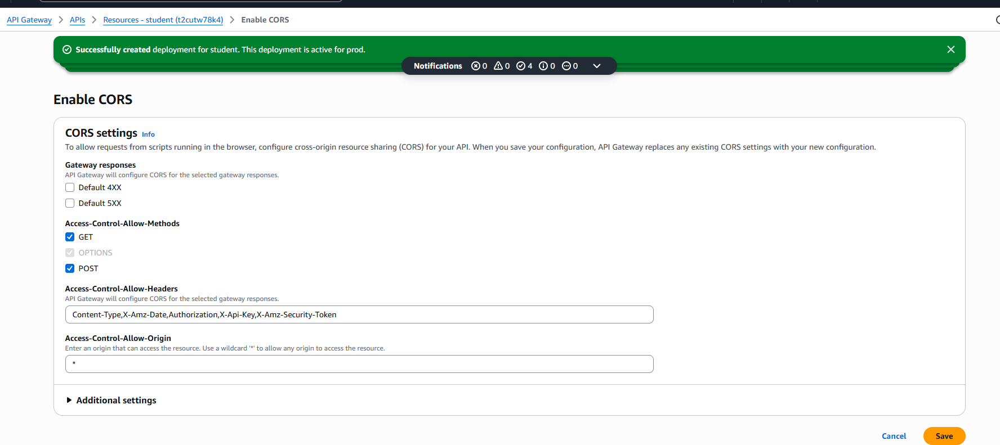 API Gateway > APIs > Resources - student (t2cutw78k4) > Enable CORS
Successfully created deployment for student. This deployment is active for prod.
Notifications 0 0 4 0 0
Enable CORS
CORS settings Info
To allow requests from scripts running in the browser, configure cross-origin resource sharing (CORS) for your API. When you save your configuration, API Gateway replaces any existing CORS settings with your new configuration.
Gateway responses
API Gateway will configure CORS for the selected gateway responses.
Default 4XX
Default 5XX
Access-Control-Allow-Methods
GET
OPTIONS
POST
Access-Control-Allow-Headers
API Gateway will configure CORS for the selected gateway responses.
Content-Type,X-Amz-Date,Authorization,X-Api-Key,X-Amz-Security-Token
Access-Control-Allow-Origin
Enter an origin that can access the resource. Use a wildcard '*' to allow any origin to access the resource.
*
Additional settings
Cancel Save